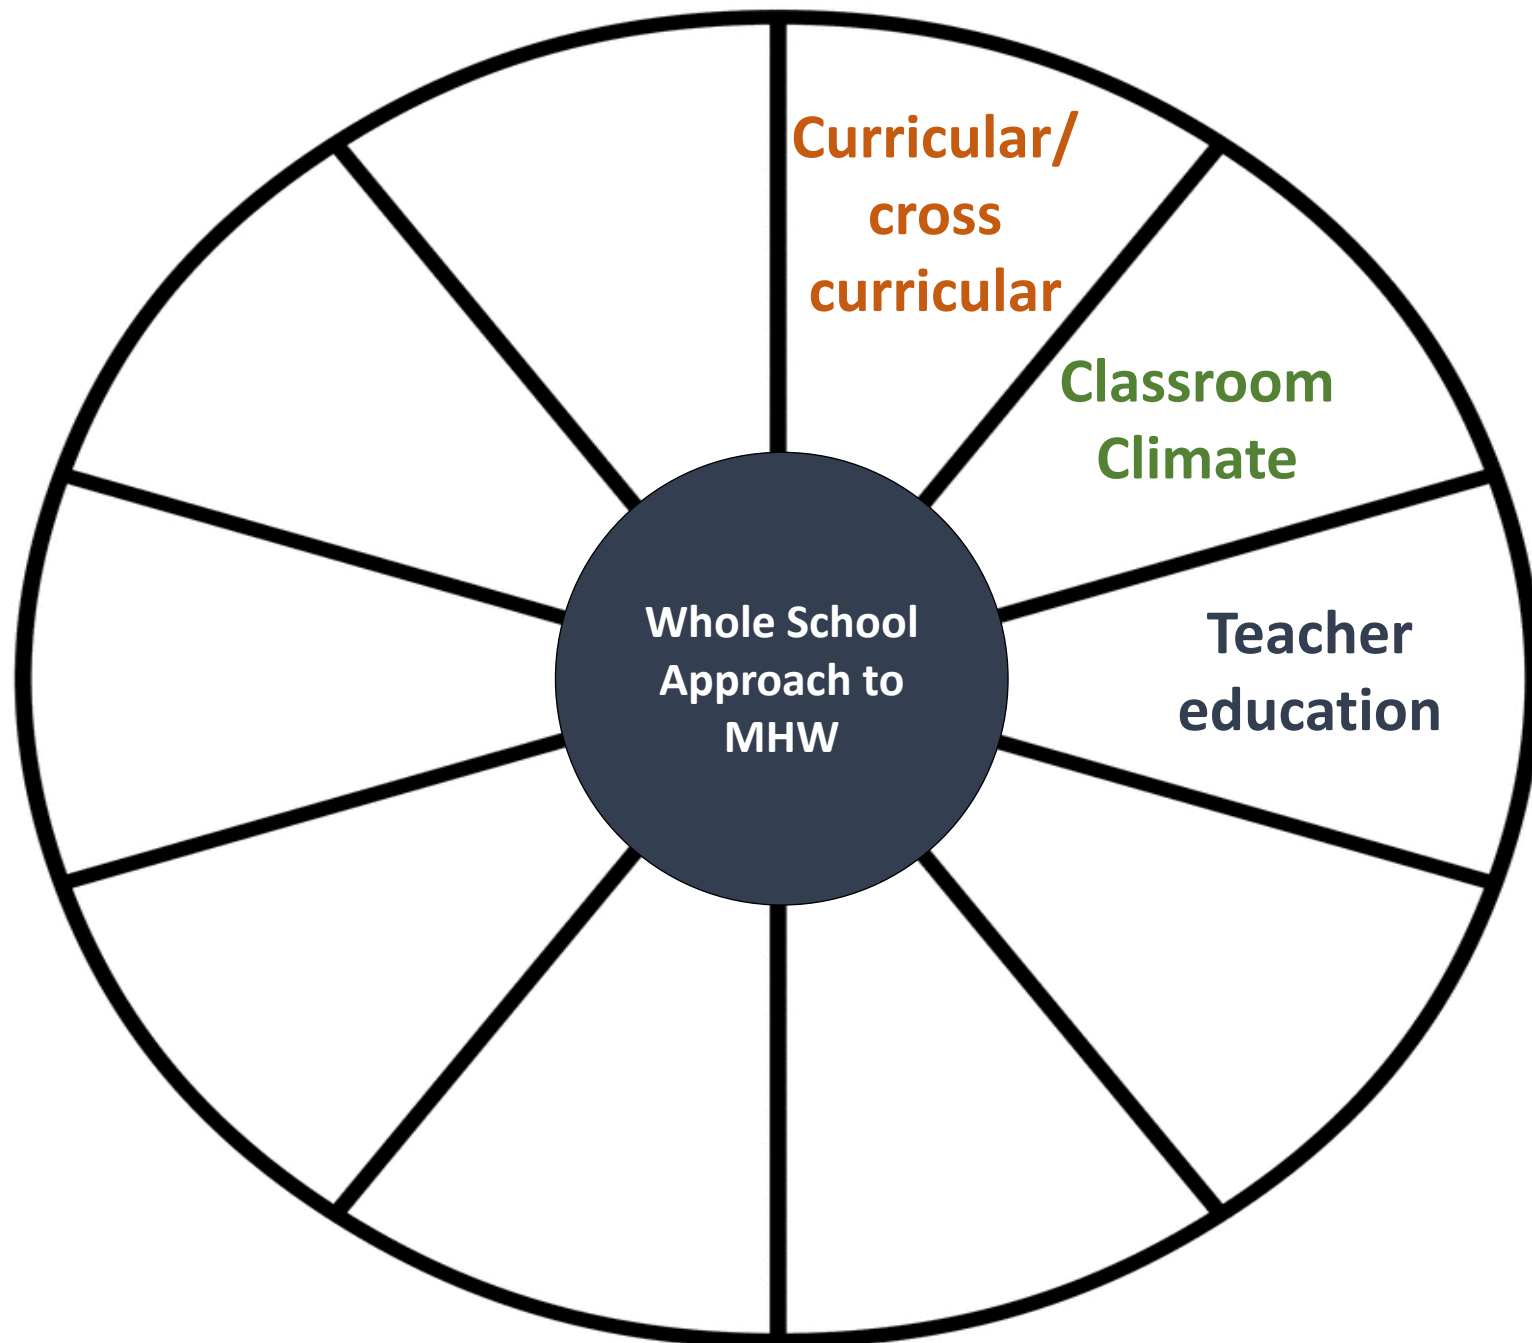 Curricular/
cross
curricular
Classroom
Climate
Teacher
education
Whole School
Approach to
MHW